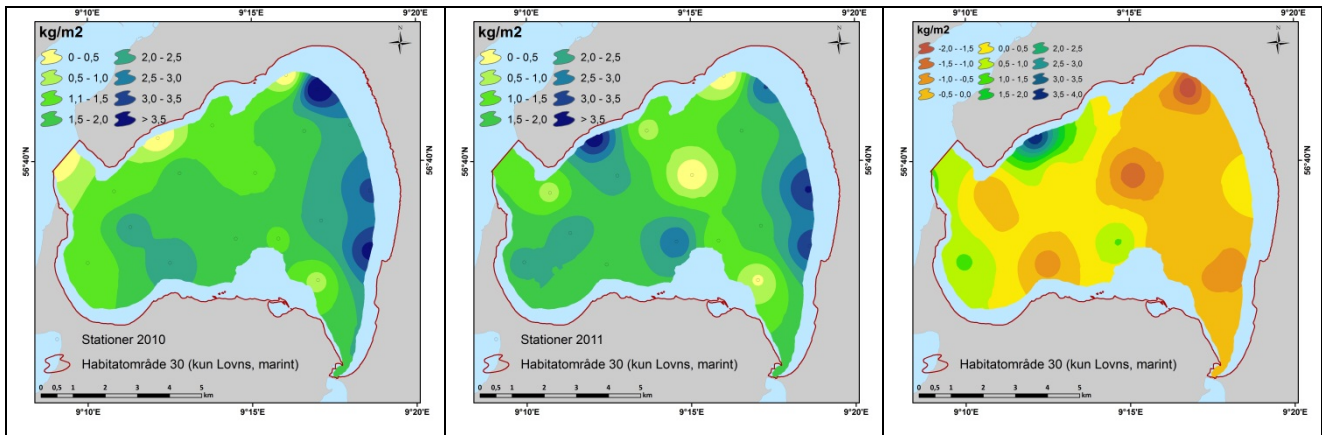 9°10'E 9°15'E 9°20'E
kg/m2
N
0 - 0,5 2,0 - 2,5
0,5 - 1,0 2,5 - 3,0
1,1 - 1,5 3,0 - 3,5
1,5 - 2,0 > 3,5
56°40'N
56°40'N
Stationer 2010
Habitatområde 30 (kun Lovns, marint)
0 0,5 1 2 3 4 5
km
9°10'E 9°15'E 9°20'E
9°10'E 9°15'E 9°20'E
kg/m2
N
0 - 0,5 2,0 - 2,5
0,5 - 1,0 2,5 - 3,0
1,0 - 1,5 3,0 - 3,5
1,5 - 2,0 > 3,5
56°40'N
56°40'N
Stationer 2011
Habitatområde 30 (kun Lovns, marint)
0 0,5 1 2 3 4 5
km
9°10'E 9°15'E 9°20'E
9°10'E 9°15'E 9°20'E
kg/m2
N
-2,0 - -1,5 0,0 - 0,5 2,0 - 2,5
-1,5 - -1,0 0,5 - 1,0 2,5 - 3,0
-1,0 - -0,5 1,0 - 1,5 3,0 - 3,5
-0,5 - 0,0 1,5 - 2,0 3,5 - 4,0
56°40'N
56°40'N
Habitatområde 30 (kun Lovns, marint)
0 0,5 1 2 3 4 5
km
9°10'E 9°15'E 9°20'E